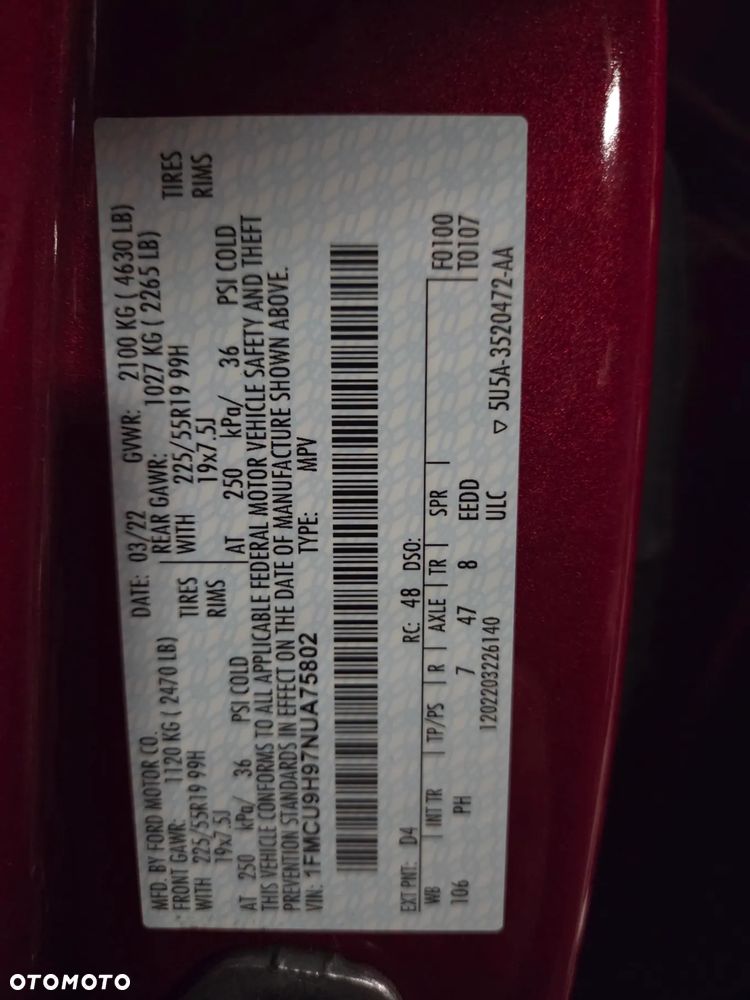 MFD. BY FORD MOTOR CO.
DATE: 03/22 GVWR: 2100 KG ( 4630 LB)
FRONT GAWR: 1120 KG ( 2470 LB) REAR GAWR: 1027 KG ( 2265 LB)
WITH 225/55R19 99H TIRES WITH 225/55R19 99H TIRES
19x7.5J RIMS 19x7.5J RIMS
AT 250 kPa/ 36 PSI COLD AT 250 kPa/ 36 PSI COLD
THIS VEHICLE CONFORMS TO ALL APPLICABLE FEDERAL MOTOR VEHICLE SAFETY AND THEFT
PREVENTION STANDARDS IN EFFECT ON THE DATE OF MANUFACTURE SHOWN ABOVE.
VIN: 1FMCU9H97NUA75802 TYPE: MPV
EXT PNT: D4 RC: 48 DSO: F0100
WB INT TR TP/PS R AXLE TR SPR T0107
106 PH 7 47 8 EEDD
1202203226140 ULC ▽ 5U5A-3520472-AA
OTOMOTO